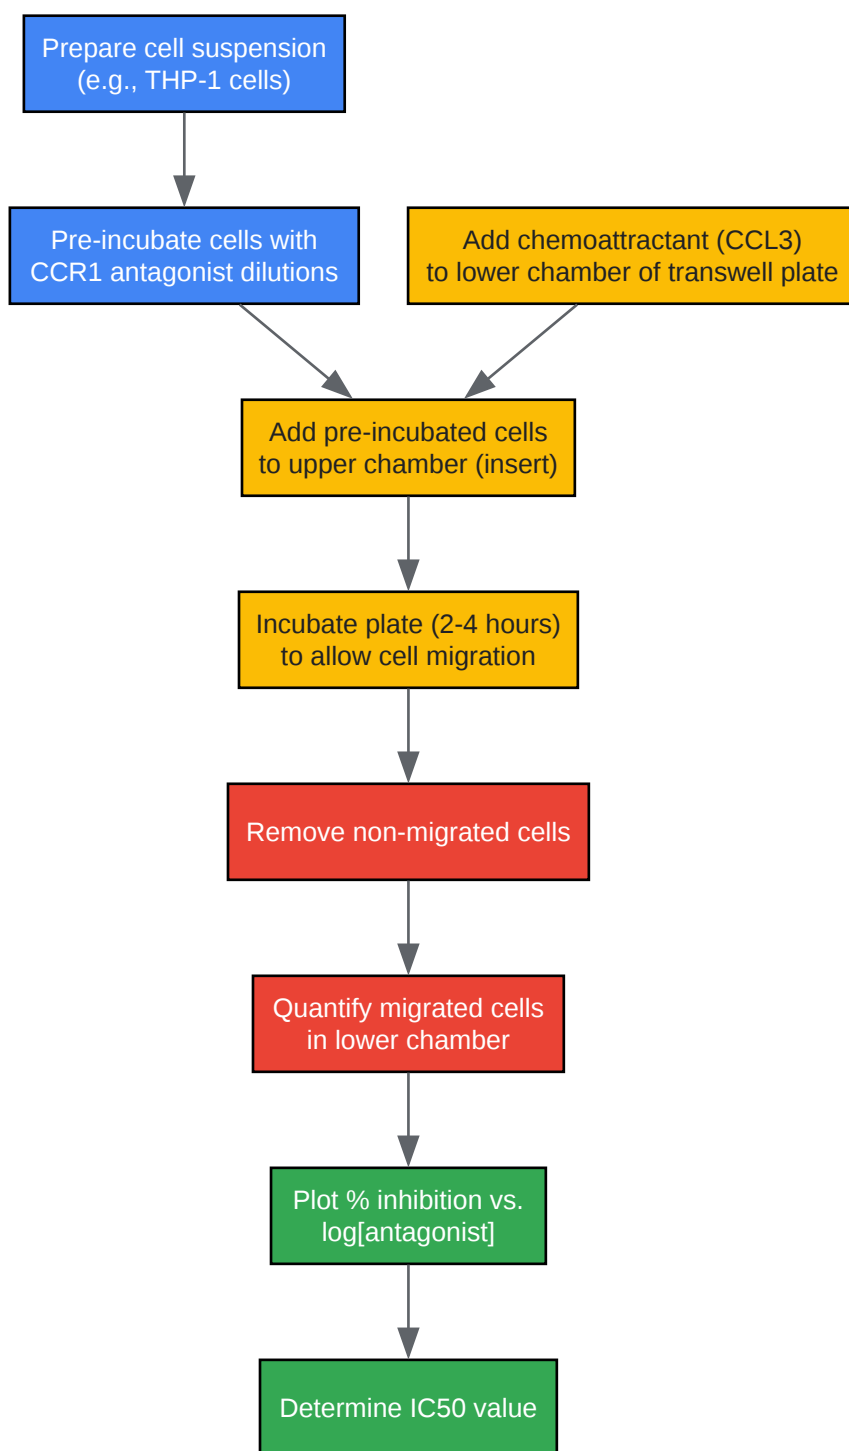 Prepare cell suspension
(e.g., THP-1 cells)
Pre-incubate cells with
CCR1 antagonist dilutions
Add chemoattractant (CCL3)
to lower chamber of transwell plate
Add pre-incubated cells
to upper chamber (insert)
Incubate plate (2-4 hours)
to allow cell migration
Remove non-migrated cells
Quantify migrated cells
in lower chamber
Plot % inhibition vs.
log[antagonist]
Determine IC50 value